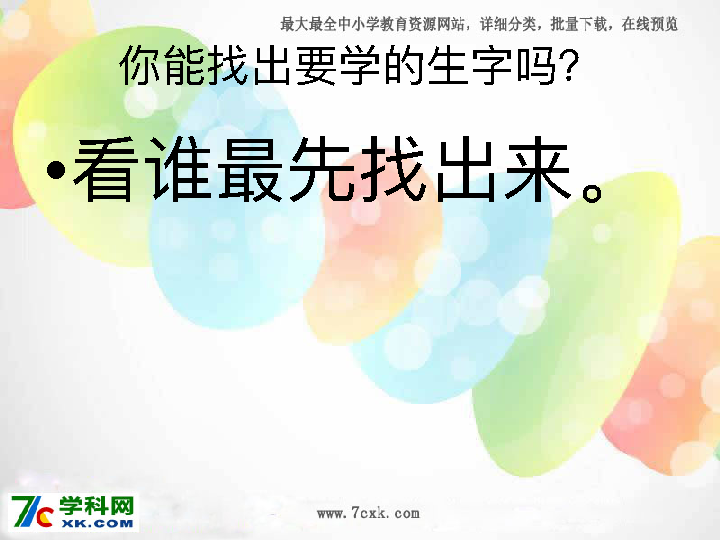 最大最全中小学教育资源网站，详细分类，批量下载，在线预览
你能找出要学的生字吗？
•看谁最先找出来。
7c 学科网
XK.COM
www.7cxk.com